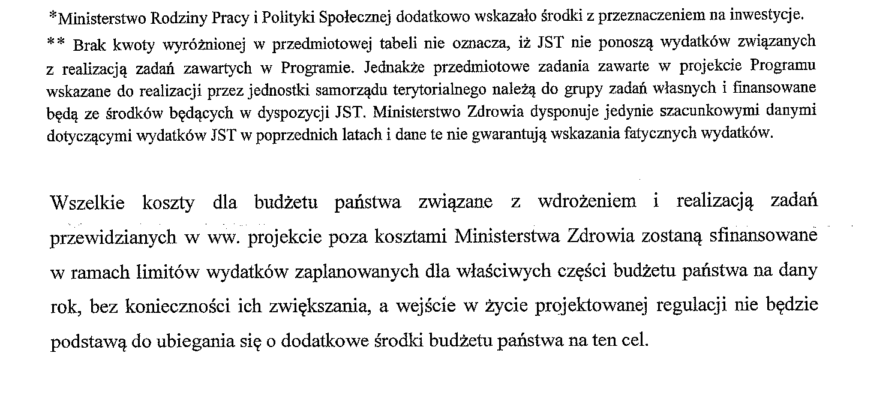 *Ministerstwo Rodziny Pracy i Polityki Społecznej dodatkowo wskazało środki z przeznaczeniem na inwestycje.
** Brak kwoty wyróżnionej w przedmiotowej tabeli nie oznacza, iż JST nie ponoszą wydatków związanych
z realizacją zadań zawartych w Programie. Jednakże przedmiotowe zadania zawarte w projekcie Programu
wskazane do realizacji przez jednostki samorządu terytorialnego należą do grupy zadań własnych i finansowane
będą ze środków będących w dyspozycji JST. Ministerstwo Zdrowia dysponuje jedynie szacunkowymi danymi
dotyczącymi wydatków JST w poprzednich latach i dane te nie gwarantują wskazania fatycznych wydatków.
Wszelkie koszty dla budżetu państwa związane z wdrożeniem i realizacją zadań
przewidzianych w ww. projekcie poza kosztami Ministerstwa Zdrowia zostaną sfinansowane
w ramach limitów wydatków zaplanowanych dla właściwych części budżetu państwa na dany
rok, bez konieczności ich zwiększania, a wejście w życie projektowanej regulacji nie będzie
podstawą do ubiegania się o dodatkowe środki budżetu państwa na ten cel.